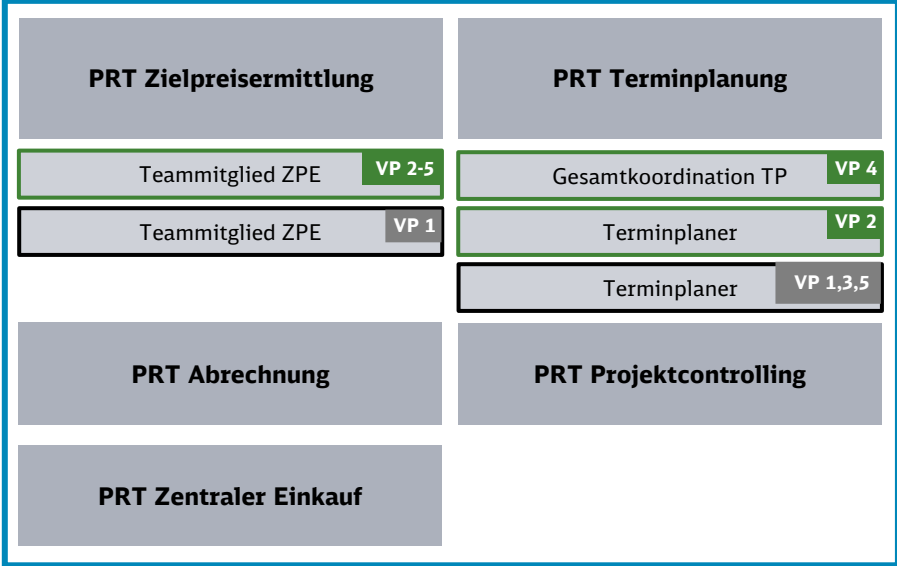 PRT Zielpreisermittlung
Teammitglied ZPE VP 2-5
Teammitglied ZPE VP 1
PRT Terminplanung
Gesamtkoordination TP VP 4
Terminplaner VP 2
Terminplaner VP 1,3,5
PRT Abrechnung
PRT Projektcontrolling
PRT Zentraler Einkauf